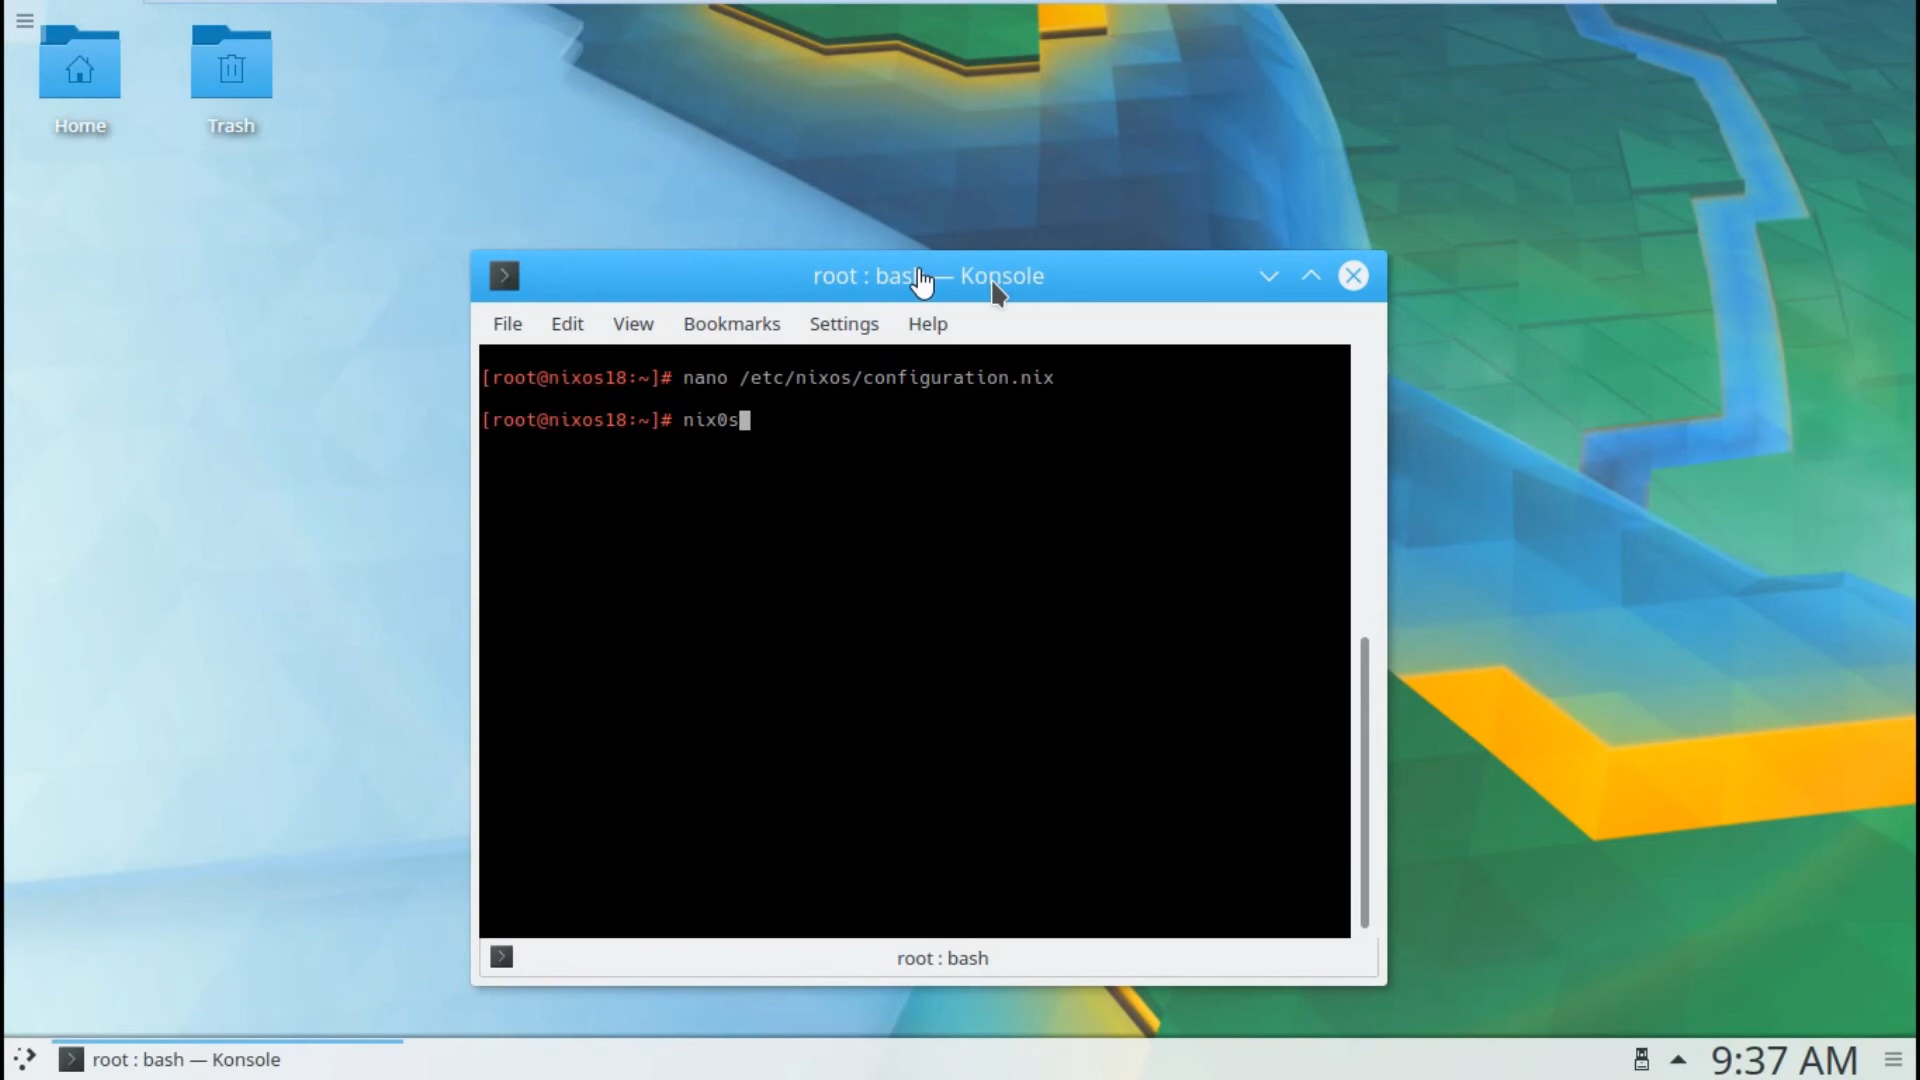 Home
Trash
root : bash — Konsole
File Edit View Bookmarks Settings Help
[root@nixos18:~]# nano /etc/nixos/configuration.nix
[root@nixos18:~]# nix0s
root : bash
root : bash — Konsole
9:37 AM